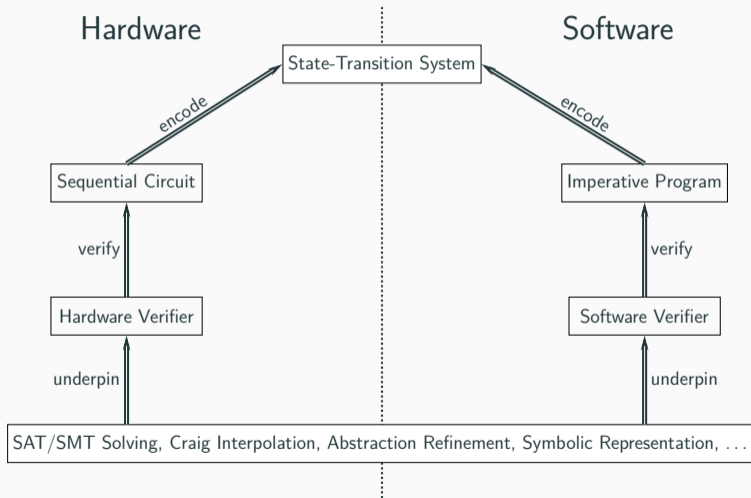 Hardware
Software
State-Transition System
encode
encode
Sequential Circuit
Imperative Program
verify
verify
Hardware Verifier
Software Verifier
underpin
underpin
SAT/SMT Solving, Craig Interpolation, Abstraction Refinement, Symbolic Representation, ...